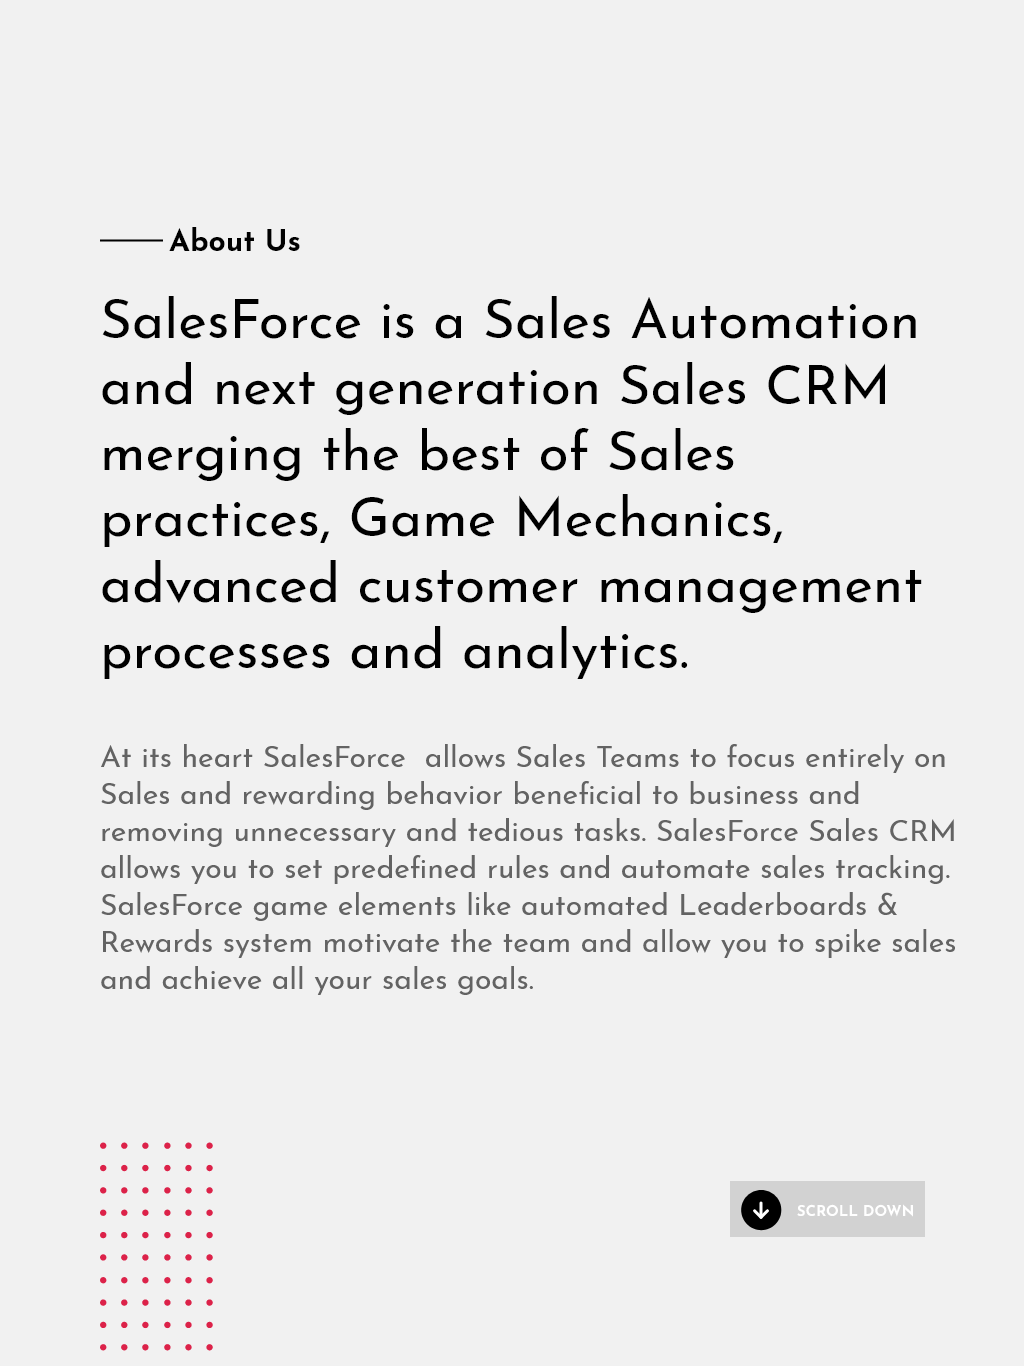 About Us
SalesForce is a Sales Automation
and next generation Sales CRM
merging the best of Sales
practices, Game Mechanics,
advanced customer management
processes and analytics.
At its heart SalesForce  allows Sales Teams to focus entirely on
Sales and rewarding behavior beneficial to business and
removing unnecessary and tedious tasks. SalesForce Sales CRM
allows you to set predefined rules and automate sales tracking.
SalesForce game elements like automated Leaderboards &
Rewards system motivate the team and allow you to spike sales
and achieve all your sales goals.
SCROLL DOWN